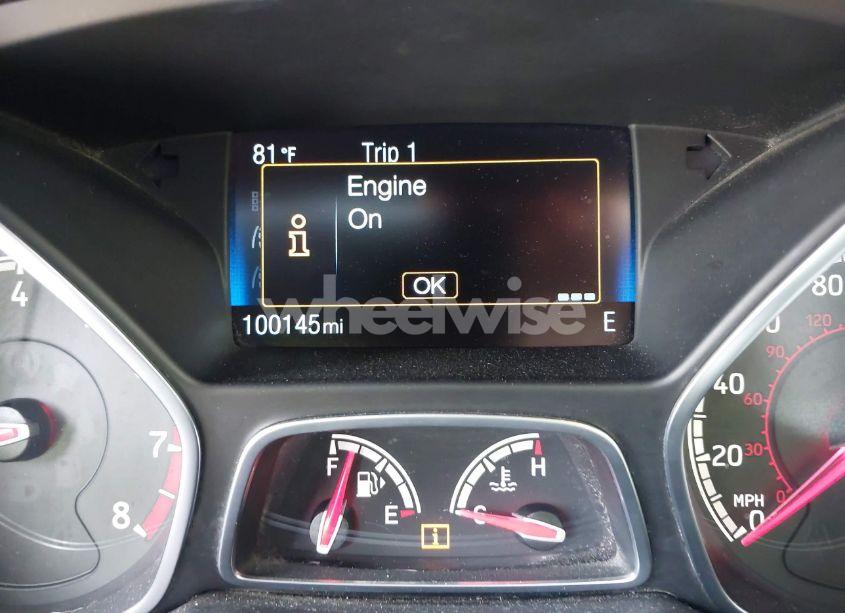 81°F Trip 1
Engine
On
i
OK
wheelwise
100145mi E
4
7
8
F
E
C
H
i
80
120
90
40
60
20
30
MPH
0
0